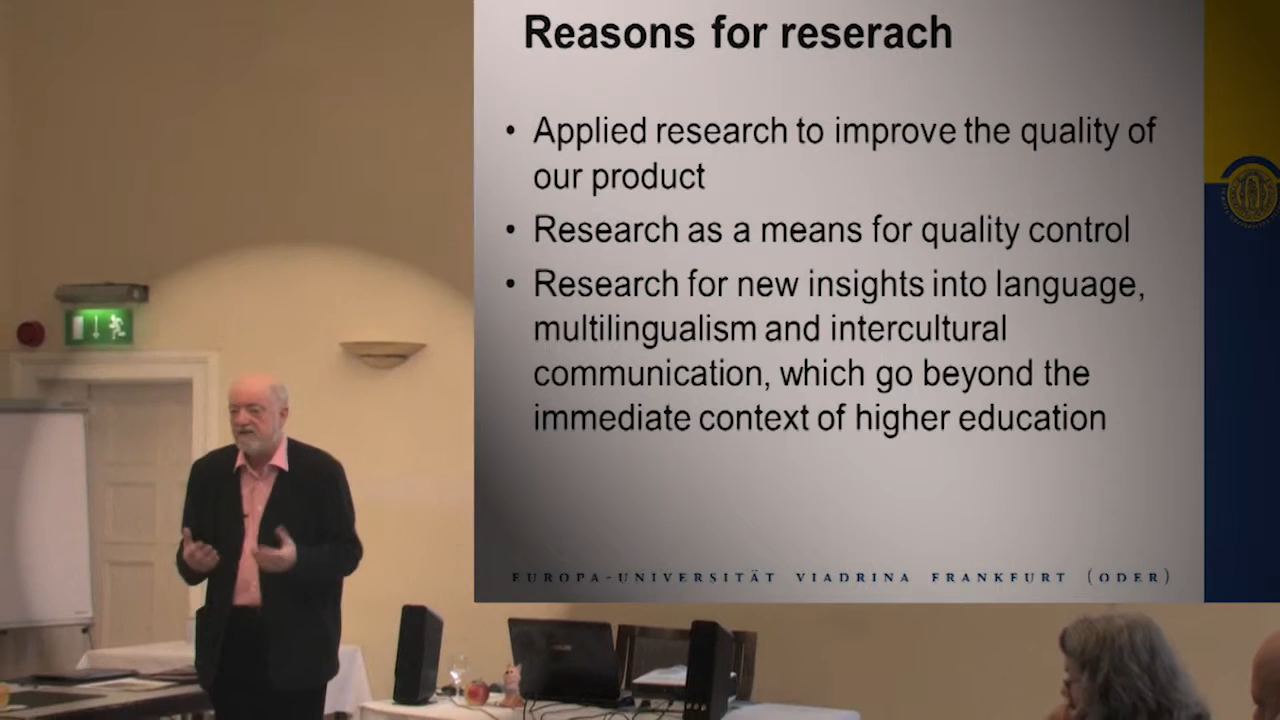 Reasons for reserach
• Applied research to improve the quality of
our product
• Research as a means for quality control
• Research for new insights into language,
multilingualism and intercultural
communication, which go beyond the
immediate context of higher education
EUROPA-UNIVERSITÄT VIADRINA FRANKFURT (ODER)